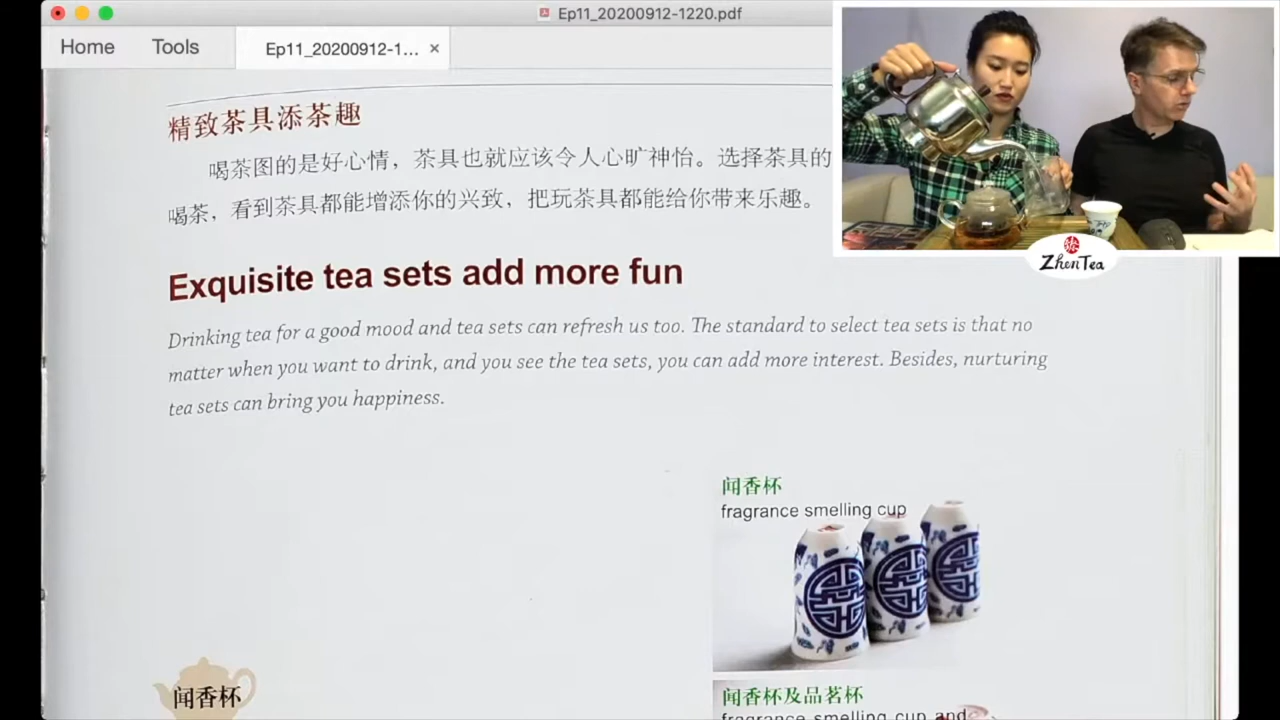 Ep11_20200912-1220.pdf
Home
Tools
Ep11_20200912-1... ×
精致茶具添茶趣
喝茶图的是好心情，茶具也就应该令人心旷神怡。选择茶具的
喝茶，看到茶具都能增添你的兴致，把玩茶具都能给你带来乐趣。
Exquisite tea sets add more fun
Drinking tea for a good mood and tea sets can refresh us too. The standard to select tea sets is that no
matter when you want to drink, and you see the tea sets, you can add more interest. Besides, nurturing
tea sets can bring you happiness.
ZhenTea
闻香杯
fragrance smelling cup
闻香杯
闻香杯及品茗杯
fragrance smelling cup and